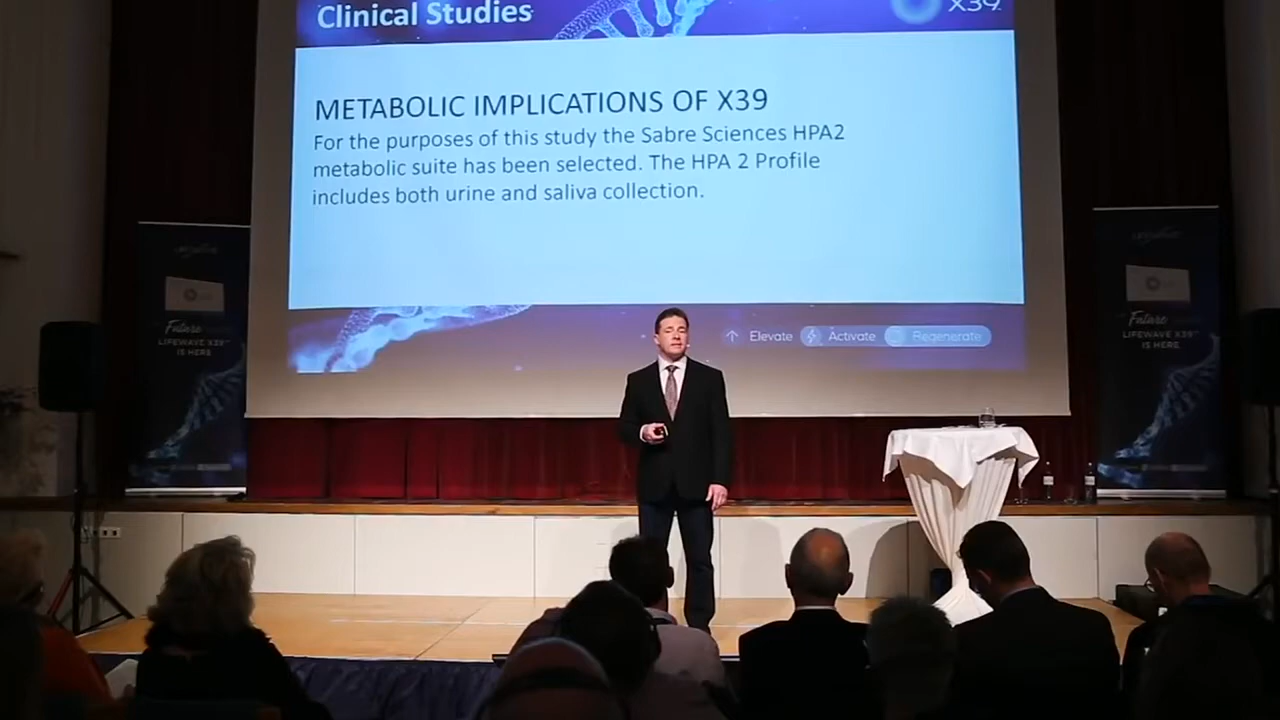 Clinical Studies
X39
METABOLIC IMPLICATIONS OF X39
For the purposes of this study the Sabre Sciences HPA2
metabolic suite has been selected. The HPA 2 Profile
includes both urine and saliva collection.
Elevate
Activate
Regenerate
Future
LIFEWAVE X39
IS HERE
Future
LIFEWAVE X39
IS HERE